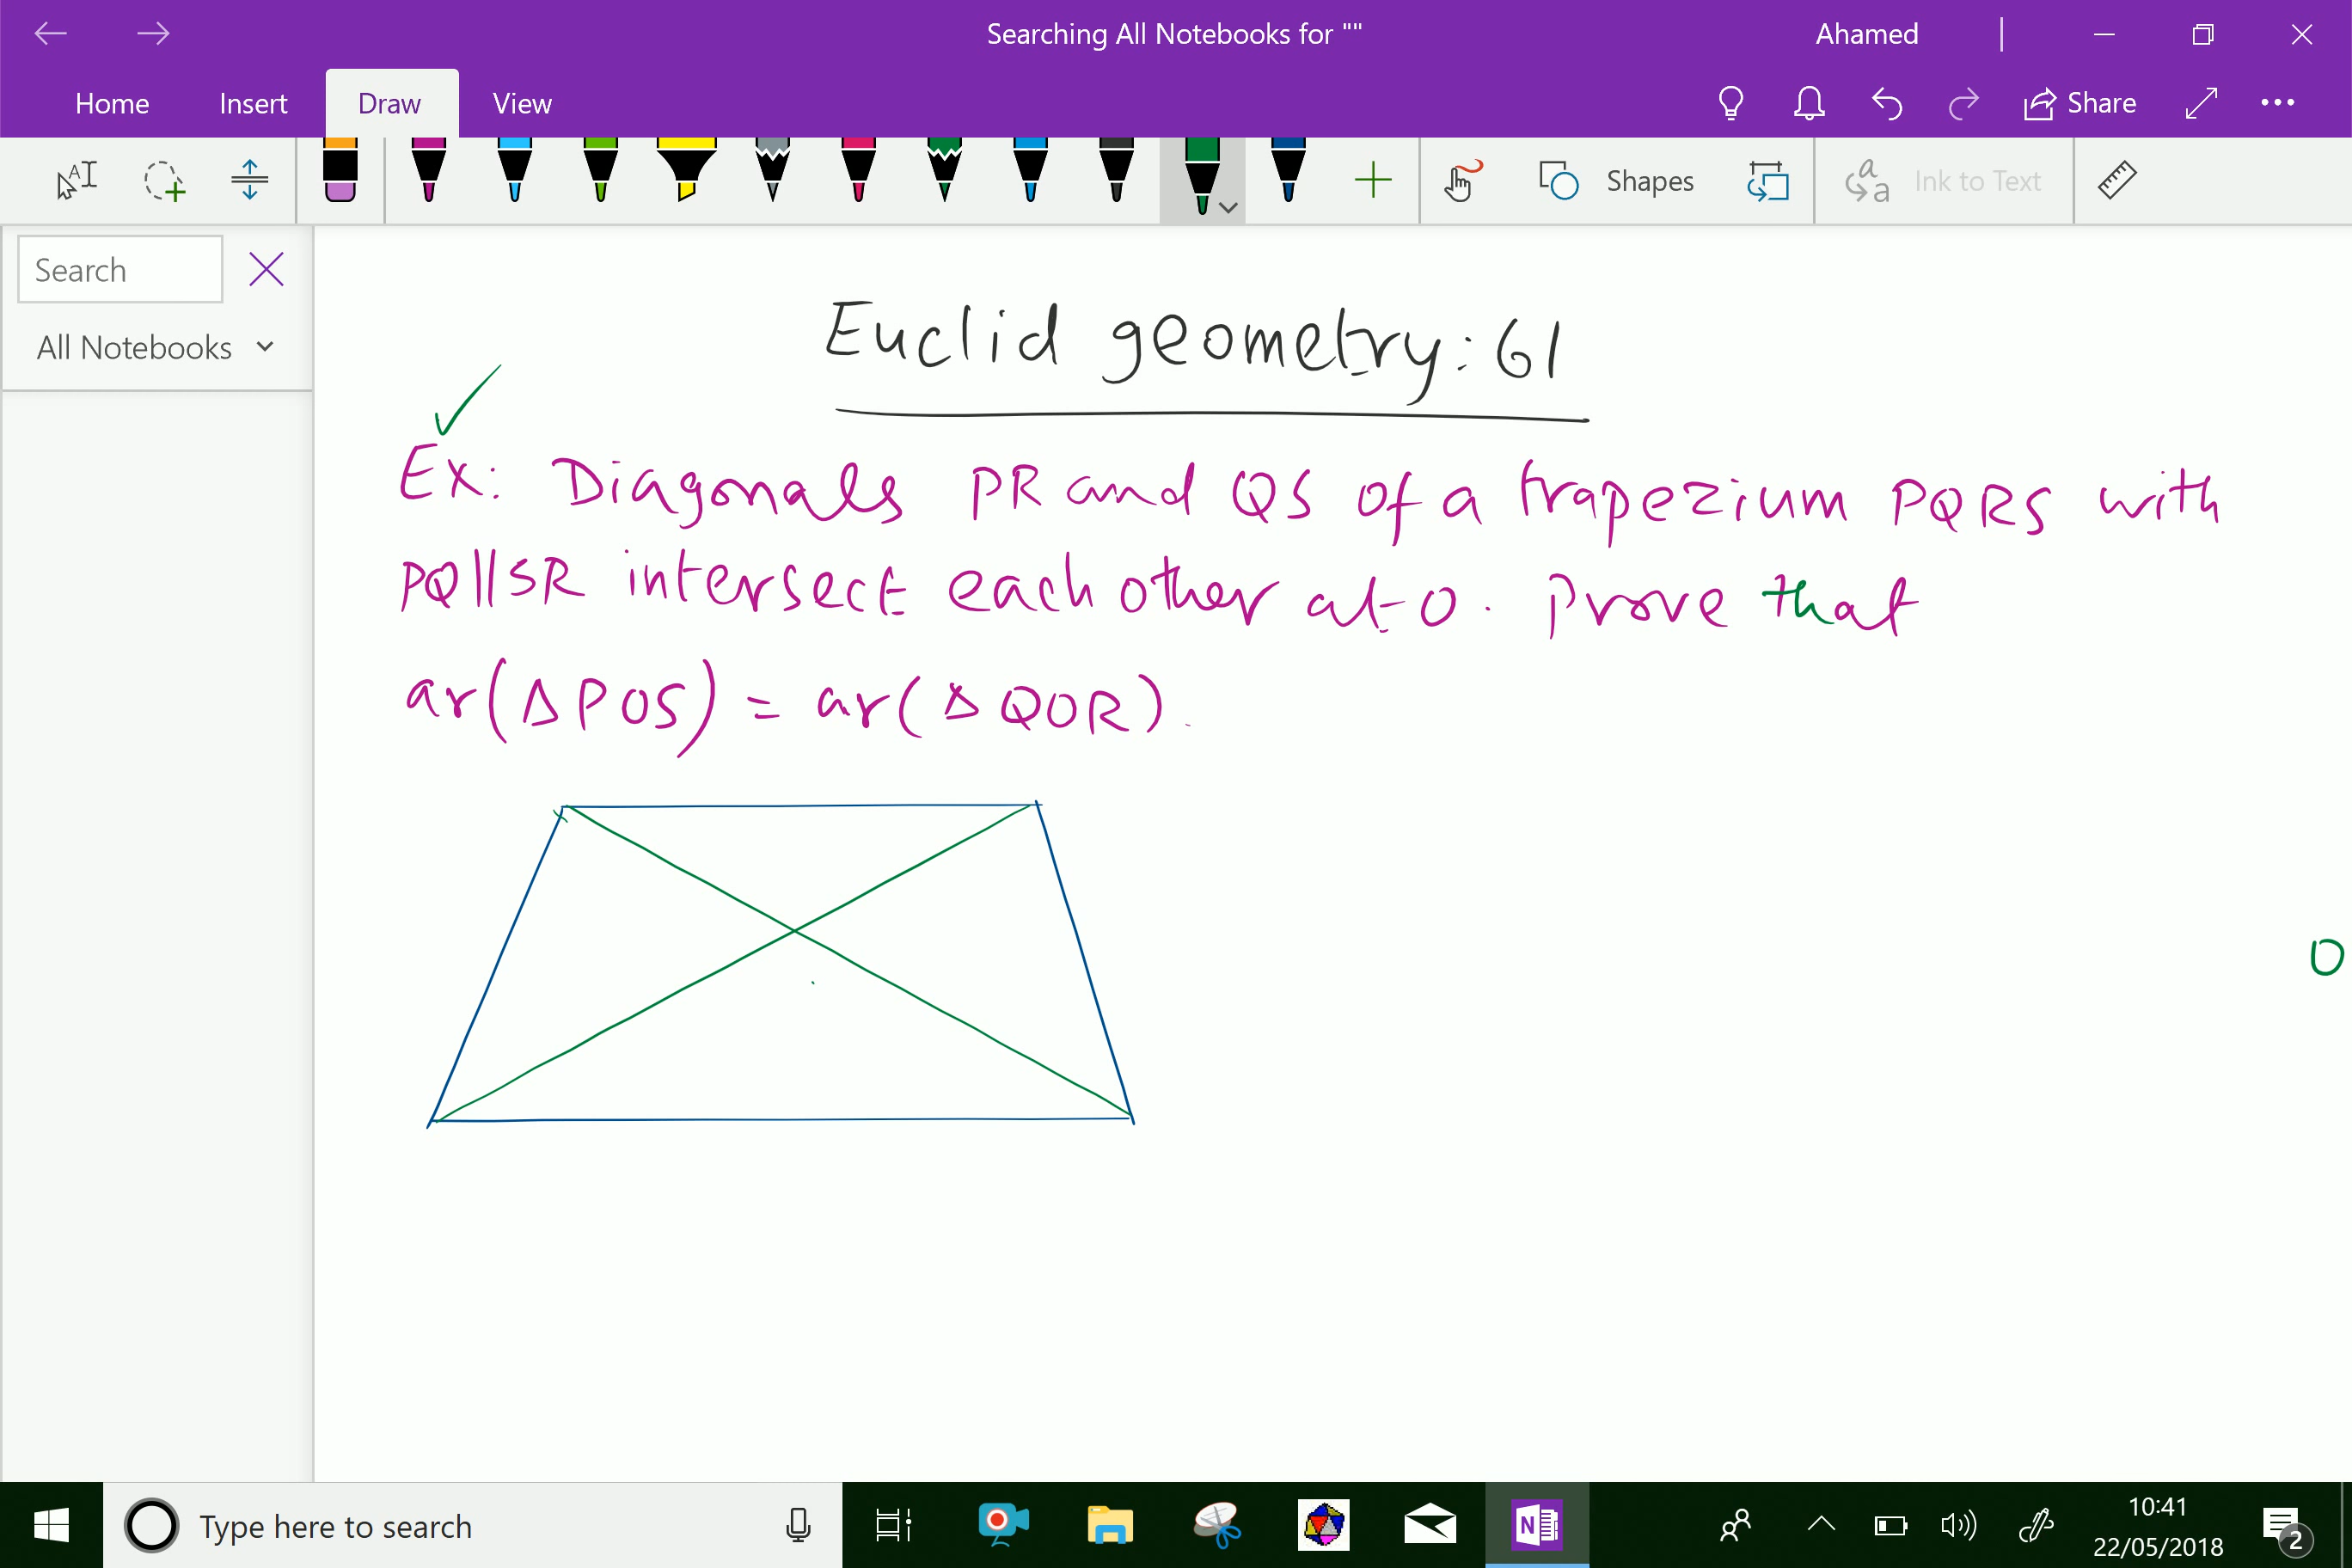 Searching All Notebooks for ""
Ahamed
Home
Insert
Draw
View
Share
Shapes
Ink to Text
Search
All Notebooks
Euclid geometry: 61
Ex: Diagonals PR and QS of a trapezium PQRS with
PQ||SR intersect each other at O. Prove that
ar(ΔPOS) = ar(ΔQOR).
O
Type here to search
N
10:41
22/05/2018
2